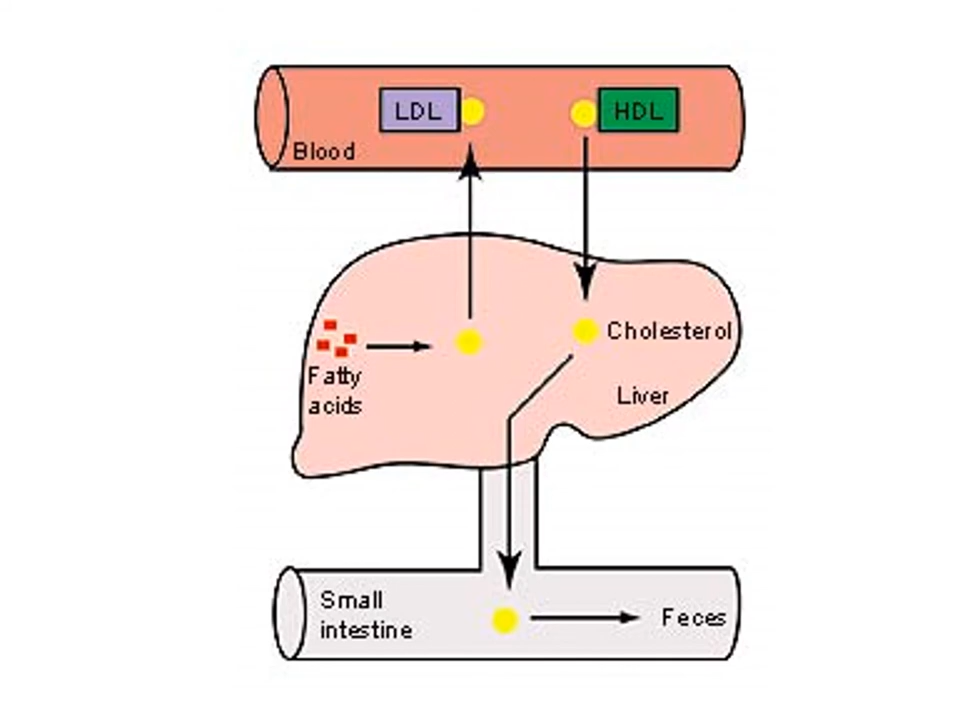 LDL
HDL
Blood
Cholesterol
Fatty
acids
Liver
Small
intestine
Feces